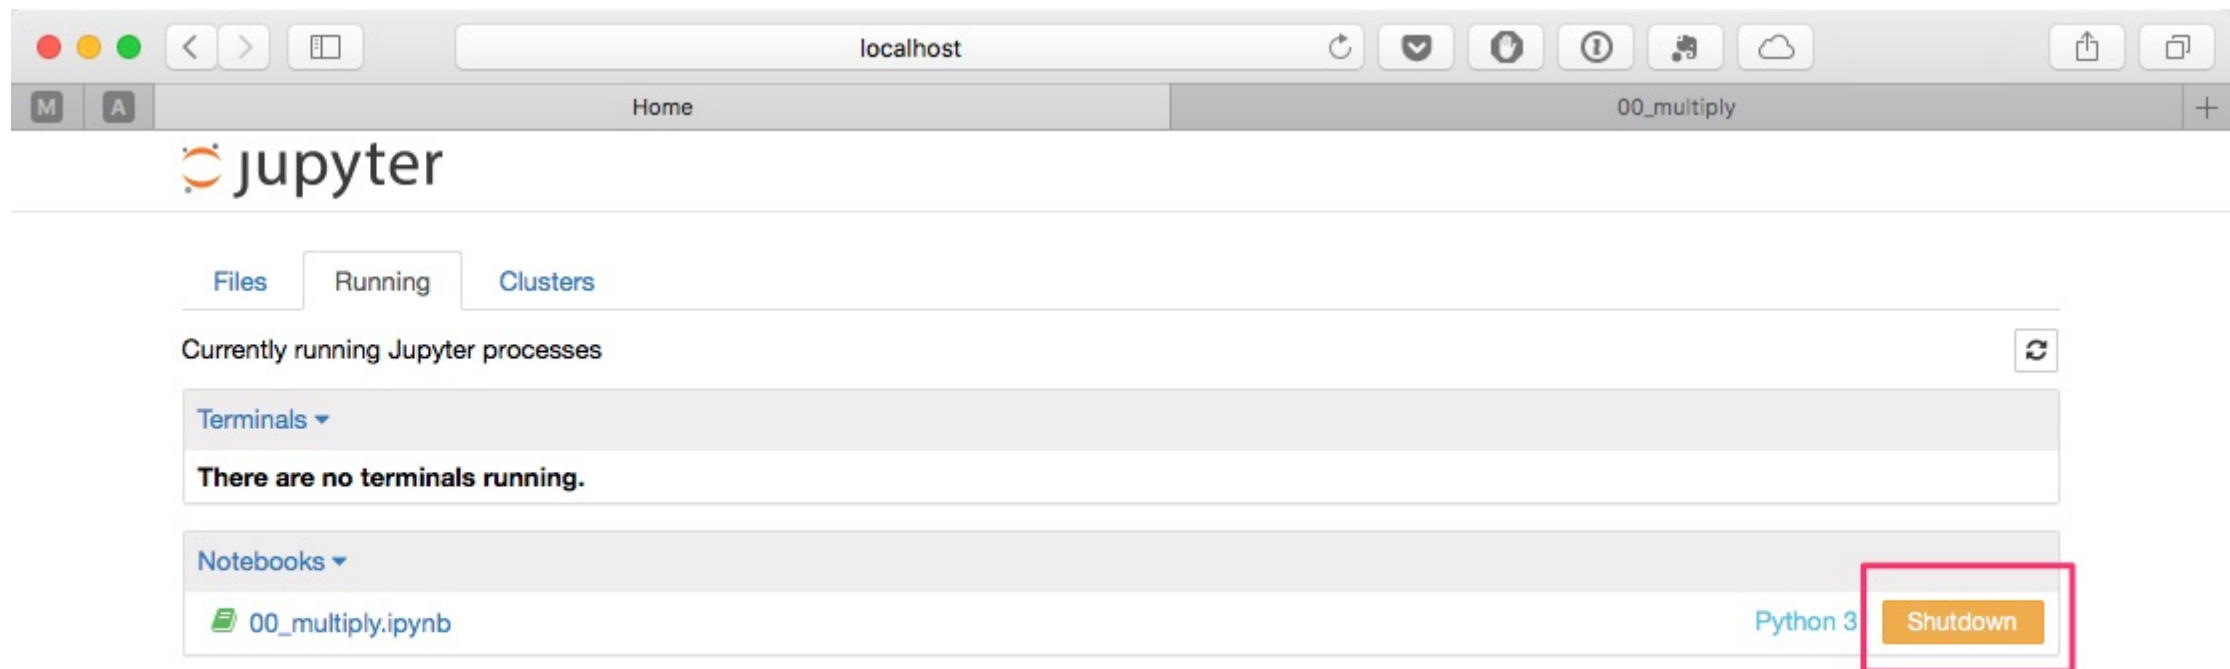 localhost
M A Home 00_multiply
jupyter
Files Running Clusters
Currently running Jupyter processes
Terminals
There are no terminals running.
Notebooks
00_multiply.ipynb Python 3 Shutdown